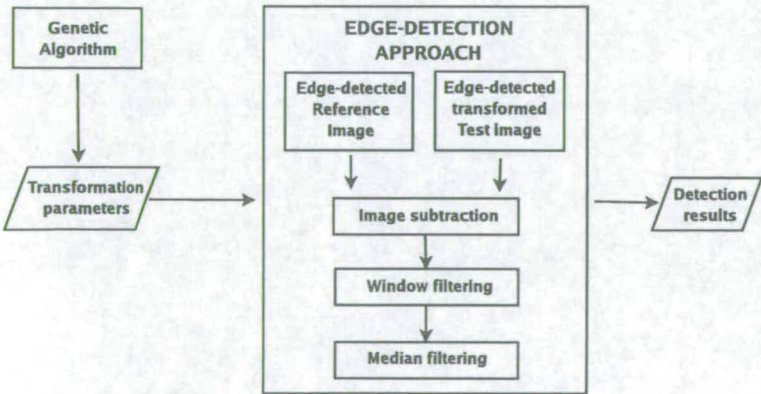 Genetic
Algorithm
Transformation
parameters
EDGE-DETECTION
APPROACH
Edge-detected
Reference
Image
Edge-detected
transformed
Test image
Image subtraction
Window filtering
Median filtering
Detection
results